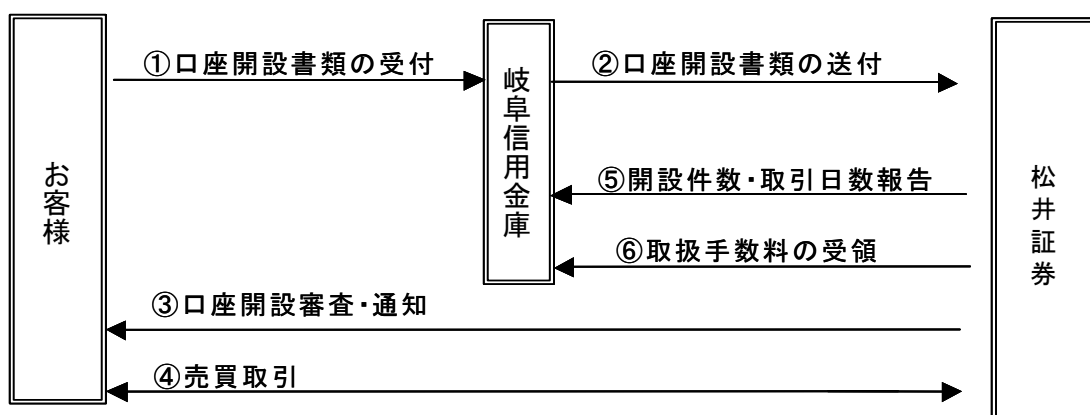 ①口座開設書類の受付
②口座開設書類の送付
岐阜信用金庫
お客様
松井証券
⑤開設件数・取引日数報告
⑥取扱手数料の受領
③口座開設審査・通知
④売買取引